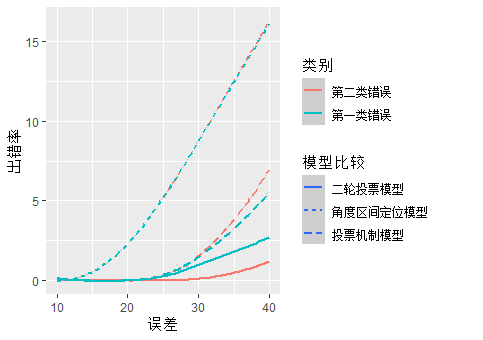 15
10
5
0
10
20
30
40
出错率
误差
类别
第二类错误
第一类错误
模型比较
二轮投票模型
角度区间定位模型
投票机制模型